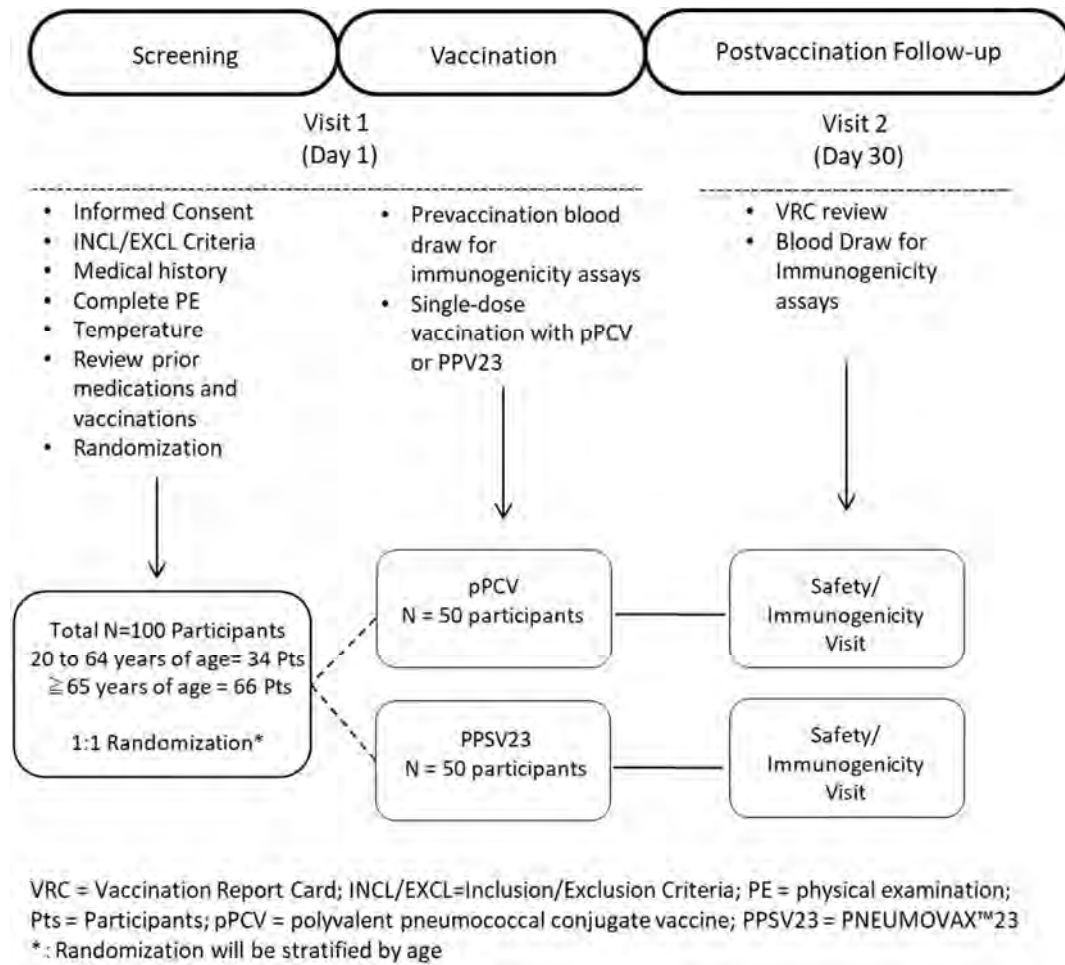 Screening
Vaccination
Postvaccination Follow-up
Visit 1
(Day 1)
Visit 2
(Day 30)
• Informed Consent
• INCL/EXCL Criteria
• Medical history
• Complete PE
• Temperature
• Review prior
medications and
vaccinations
• Randomization
• Prevaccination blood
draw for
immunogenicity assays
• Single-dose
vaccination with pPCV
or PPV23
• VRC review
• Blood Draw for
Immunogenicity
assays
Total N=100 Participants
20 to 64 years of age= 34 Pts
≧65 years of age = 66 Pts
1:1 Randomization*
pPCV
N = 50 participants
Safety/
Immunogenicity
Visit
PPSV23
N = 50 participants
Safety/
Immunogenicity
Visit
VRC = Vaccination Report Card; INCL/EXCL=Inclusion/Exclusion Criteria; PE = physical examination;
Pts = Participants; pPCV = polyvalent pneumococcal conjugate vaccine; PPSV23 = PNEUMOVAX™23
* : Randomization will be stratified by age